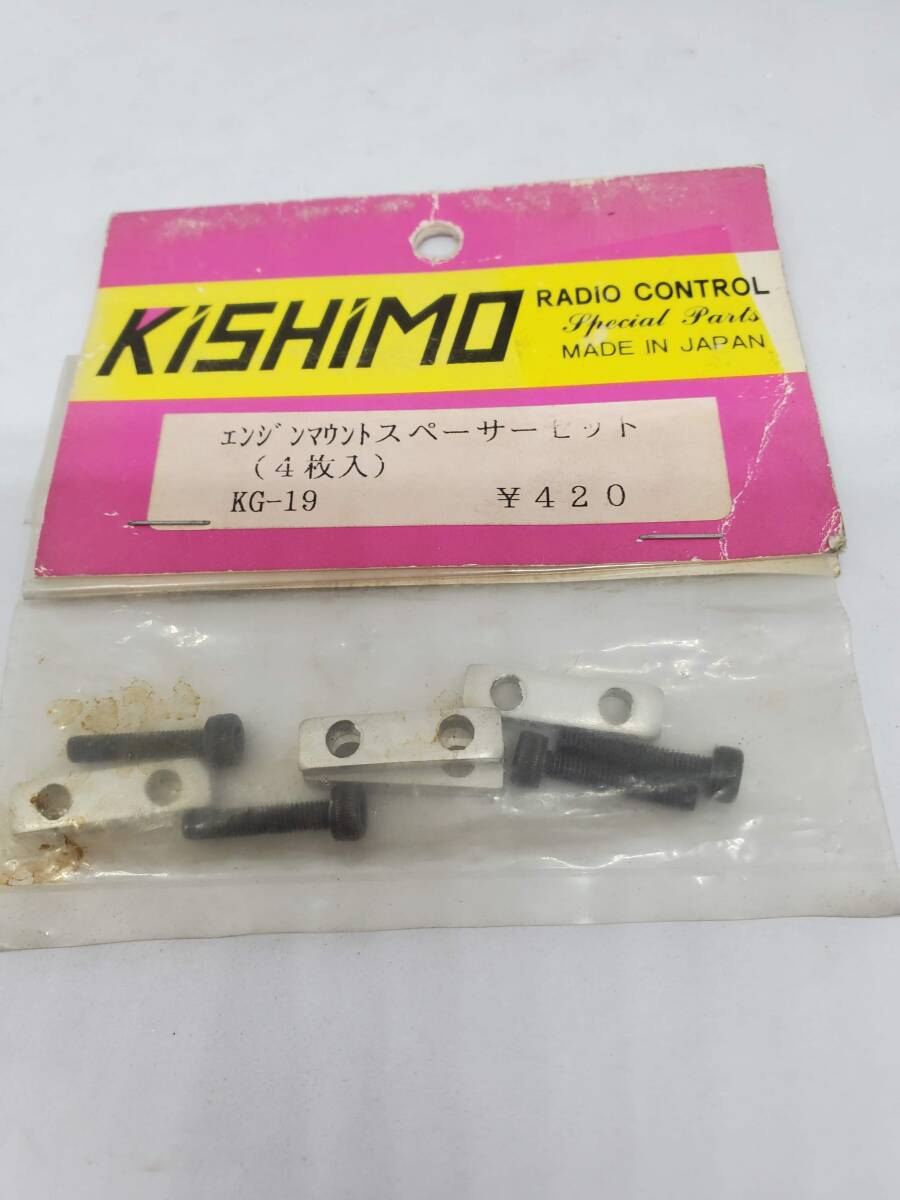 KiSHiMO
RADIO CONTROL
Special Parts
MADE IN JAPAN
ｴﾝｼﾞﾝﾏｳﾝﾄスペーサーセット
(４枚入)
KG-19 ￥４２０